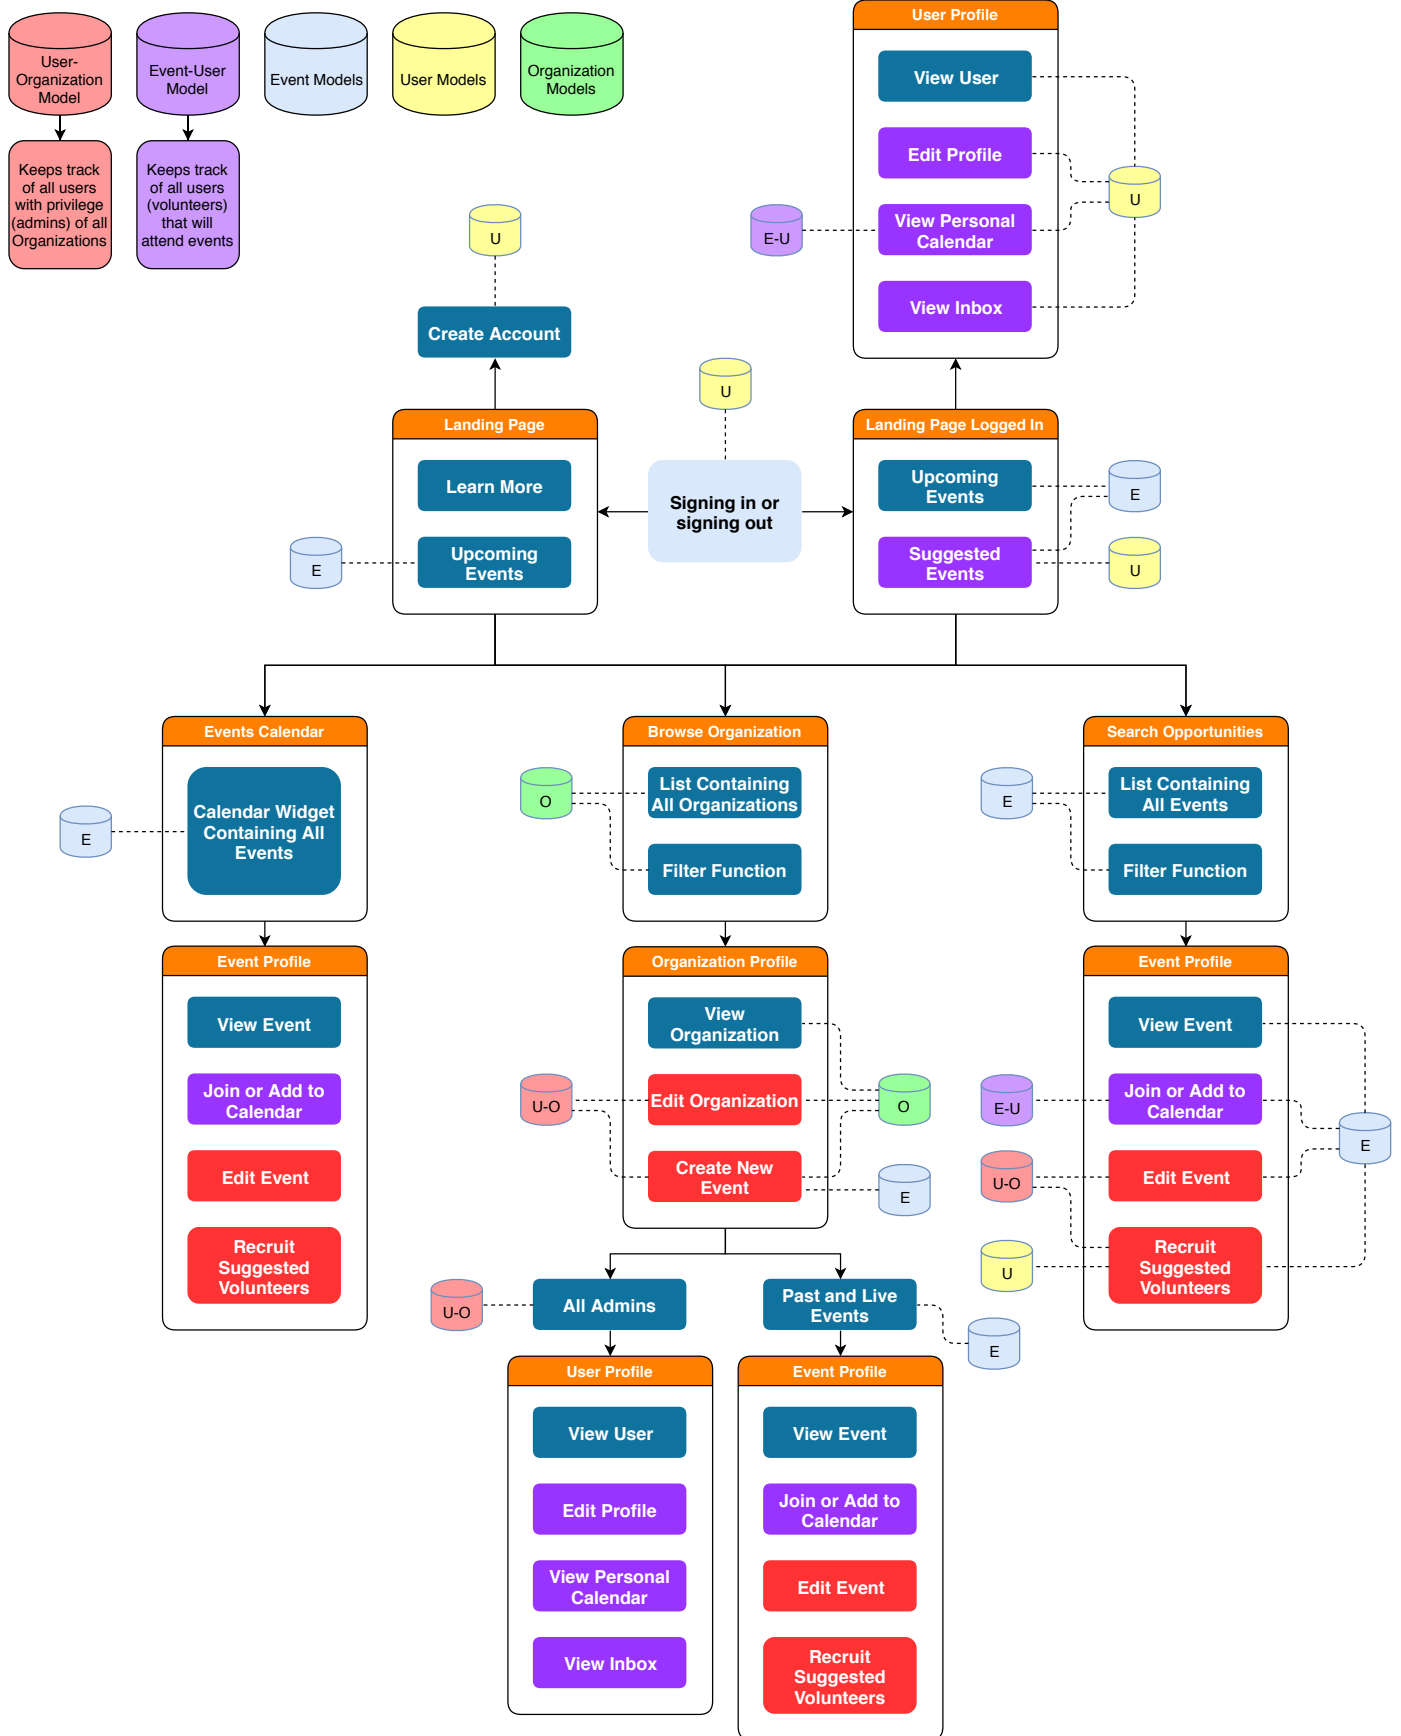 User-
Organization
Model
Event-User
Model
Event Models
User Models
Organization
Models
Keeps track
of all users
with privilege
(admins) of all
Organizations
Keeps track
of all users
(volunteers)
that will
attend events
User Profile
View User
Edit Profile
View Personal
Calendar
View Inbox
U
E-U
U
Create Account
U
Landing Page
Learn More
Upcoming
Events
E
Signing in or
signing out
Landing Page Logged In
Upcoming
Events
Suggested
Events
E
U
Events Calendar
Calendar Widget
Containing All
Events
E
Browse Organization
List Containing
All Organizations
Filter Function
O
Search Opportunities
List Containing
All Events
Filter Function
E
Event Profile
View Event
Join or Add to
Calendar
Edit Event
Recruit
Suggested
Volunteers
Organization Profile
View
Organization
Edit Organization
Create New
Event
U-O
O
E
Event Profile
View Event
Join or Add to
Calendar
Edit Event
Recruit
Suggested
Volunteers
E-U
U-O
U
E
All Admins
U-O
Past and Live
Events
E
User Profile
View User
Edit Profile
View Personal
Calendar
View Inbox
Event Profile
View Event
Join or Add to
Calendar
Edit Event
Recruit
Suggested
Volunteers